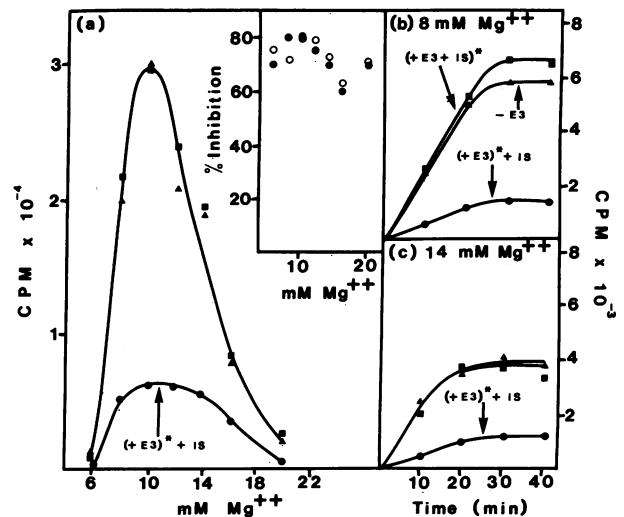 (a)
CPM x 10⁻⁴
3
2
1
6
10
14
18
22
mM Mg⁺⁺
(+E3)* + IS
% Inhibition
80
60
40
20
10
20
mM Mg⁺⁺
(b) 8 mM Mg⁺⁺
(+E3 + IS)*
- E3
(+E3)* + IS
8
6
4
2
CPM x 10⁻³
(c) 14 mM Mg⁺⁺
(+E3)* + IS
8
6
4
2
10
20
30
40
Time (min)